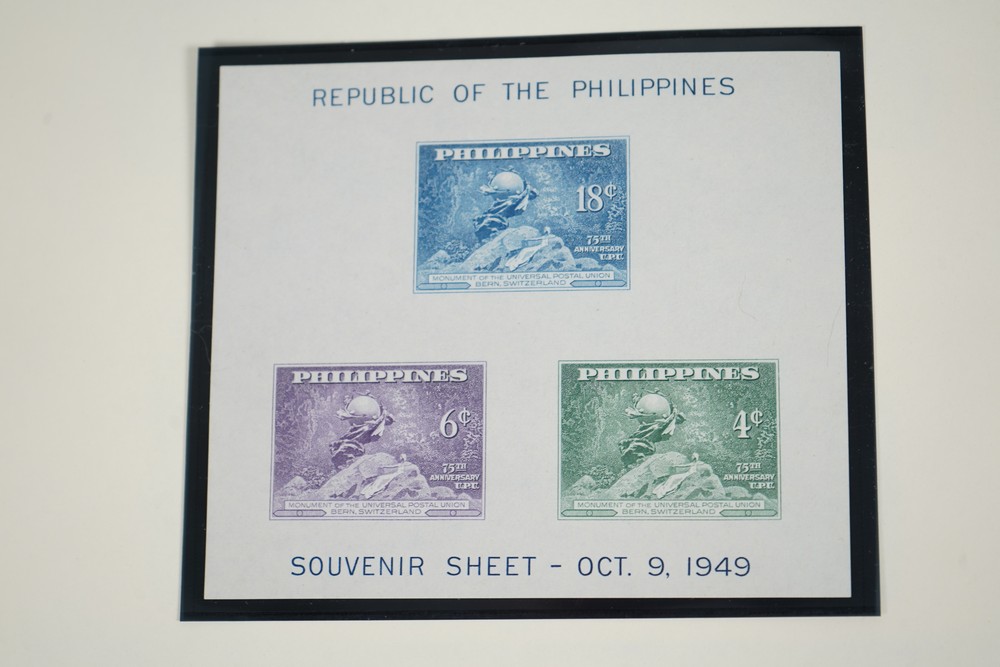 REPUBLIC OF THE PHILIPPINES
PHILIPPINES
18¢
75TH
ANNIVERSARY
U.P.U.
MONUMENT OF THE UNIVERSAL POSTAL UNION
BERN, SWITZERLAND
PHILIPPINES
6¢
75TH
ANNIVERSARY
U.P.U.
MONUMENT OF THE UNIVERSAL POSTAL UNION
BERN, SWITZERLAND
PHILIPPINES
4¢
75TH
ANNIVERSARY
U.P.U.
MONUMENT OF THE UNIVERSAL POSTAL UNION
BERN, SWITZERLAND
SOUVENIR SHEET - OCT. 9, 1949